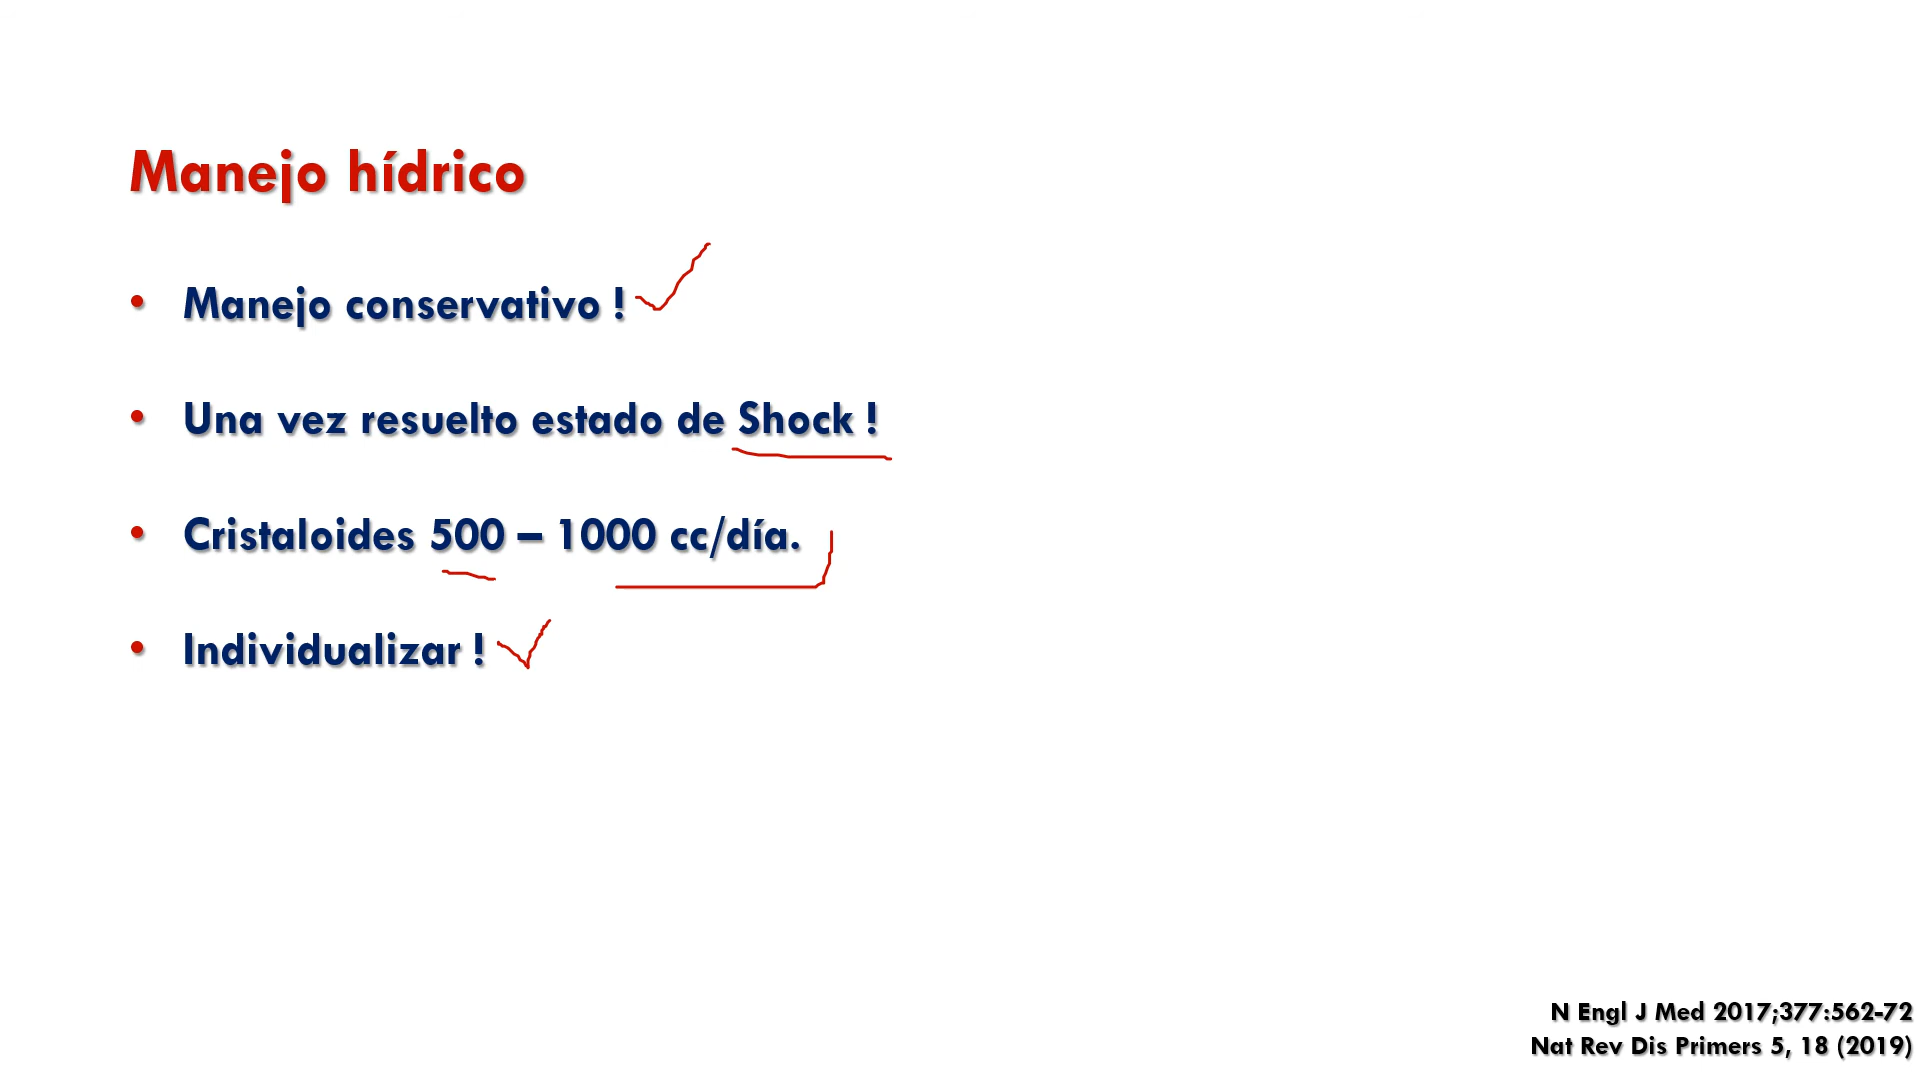 Manejo hídrico
• Manejo conservativo !
• Una vez resuelto estado de Shock !
• Cristaloides 500 – 1000 cc/día.
• Individualizar !
N Engl J Med 2017;377:562-72
Nat Rev Dis Primers 5, 18 (2019)